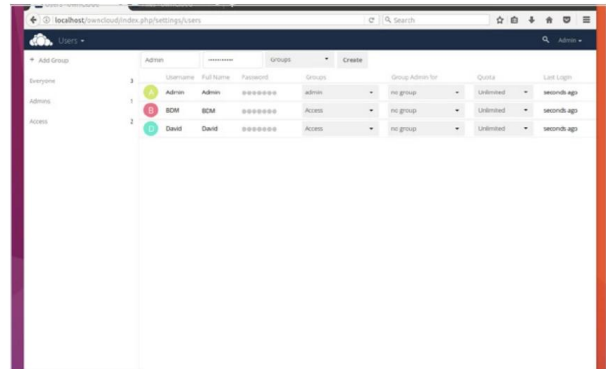 localhost/owncloud/index.php/settings/users
Search
Users
Admin
+ Add Group
Admin
Groups
Create
Username Full Name Password Groups Group Admin for Quota Last Login
Everyone 3
A Admin Admin admin no group Unlimited seconds ago
Admins 1
B BDM BDM Access no group Unlimited seconds ago
Access 2
D David David Access no group Unlimited seconds ago